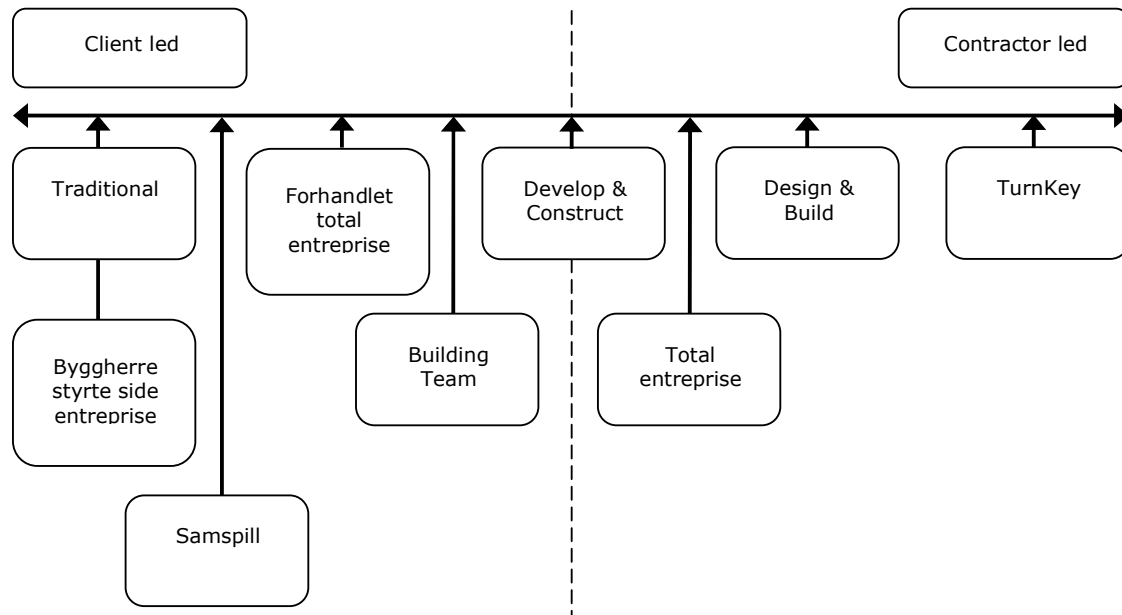 Client led
Contractor led
Traditional
Forhandlet
total
entreprise
Develop &
Construct
Design &
Build
TurnKey
Byggherre
styrte side
entreprise
Building
Team
Total
entreprise
Samspill